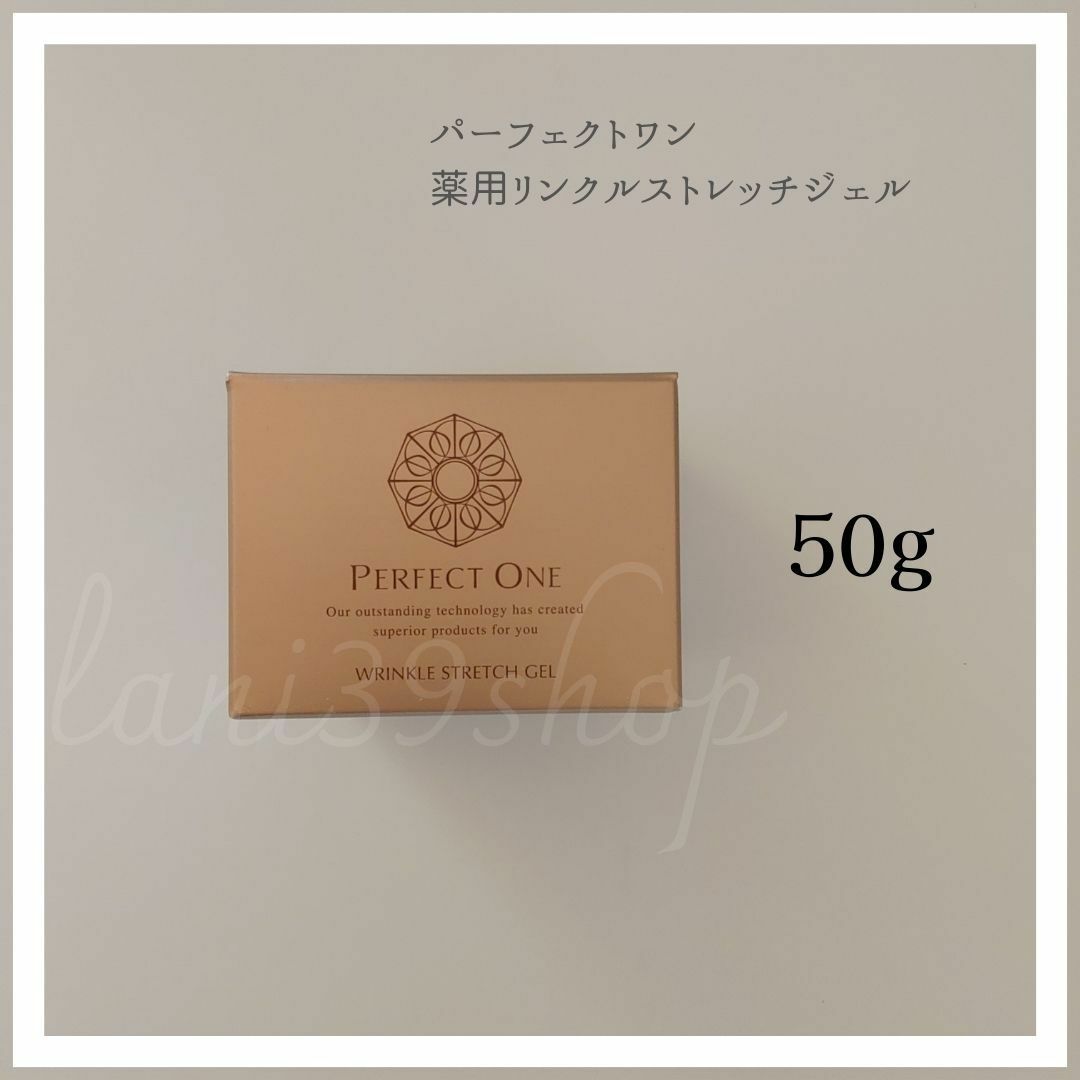 パーフェクトワン
薬用リンクルストレッチジェル
PERFECT ONE
Our outstanding technology has created
superior products for you
WRINKLE STRETCH GEL
50g
lani39shop